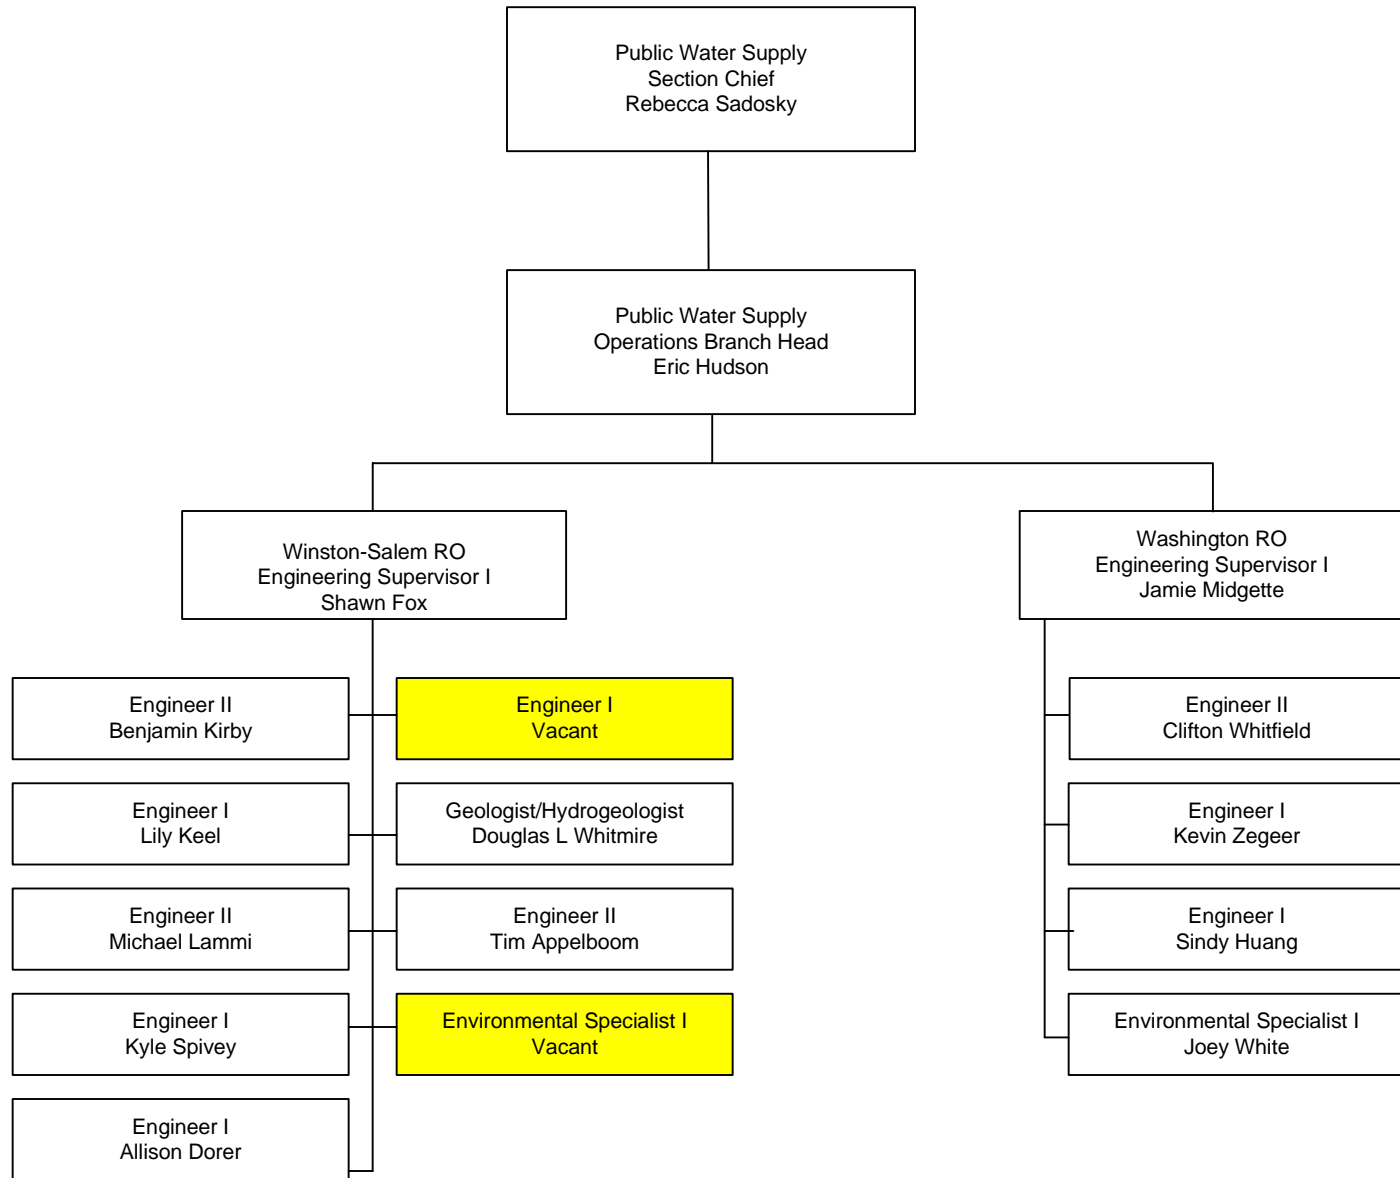 Public Water Supply
Section Chief
Rebecca Sadosky
Public Water Supply
Operations Branch Head
Eric Hudson
Winston-Salem RO
Engineering Supervisor I
Shawn Fox
Washington RO
Engineering Supervisor I
Jamie Midgette
Engineer II
Benjamin Kirby
Engineer I
Vacant
Engineer II
Clifton Whitfield
Engineer I
Lily Keel
Geologist/Hydrogeologist
Douglas L Whitmire
Engineer I
Kevin Zegeer
Engineer II
Michael Lammi
Engineer II
Tim Appelboom
Engineer I
Sindy Huang
Engineer I
Kyle Spivey
Environmental Specialist I
Vacant
Environmental Specialist I
Joey White
Engineer I
Allison Dorer